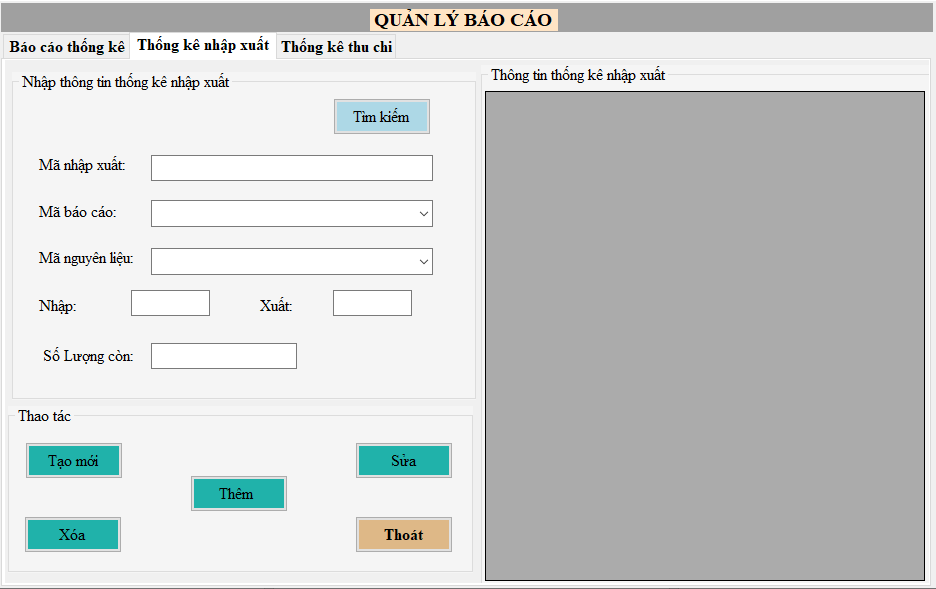 QUẢN LÝ BÁO CÁO
Báo cáo thống kê Thống kê nhập xuất Thống kê thu chi
Nhập thông tin thống kê nhập xuất
Tìm kiếm
Mã nhập xuất:
Mã báo cáo:
Mã nguyên liệu:
Nhập: Xuất:
Số Lượng còn:
Thao tác
Tạo mới Sửa
Thêm
Xóa Thoát
Thông tin thống kê nhập xuất